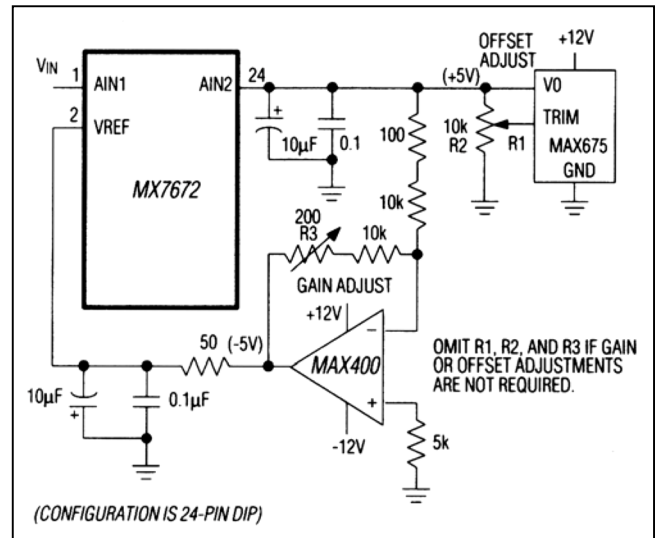 OFFSET
ADJUST
+12V
VIN
1
AIN1
AIN2
24
(+5V)
V0
2
VREF
+
10µF
0.1
100
10k
R2
R1
TRIM
MAX675
GND
MX7672
10k
200
R3
10k
GAIN ADJUST
+12V
50
(-5V)
−
MAX400
+
-12V
OMIT R1, R2, AND R3 IF GAIN
OR OFFSET ADJUSTMENTS
ARE NOT REQUIRED.
10µF
+
0.1µF
5k
(CONFIGURATION IS 24-PIN DIP)